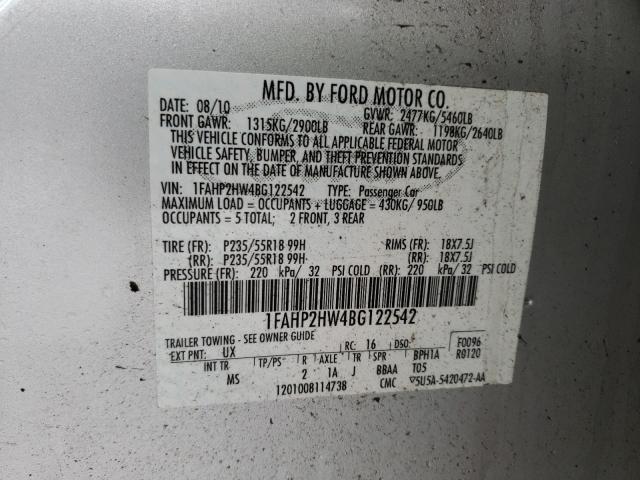 MFD. BY FORD MOTOR CO.
DATE: 08/10 GVWR: 2477KG/5460LB
FRONT GAWR: 1315KG/2900LB REAR GAWR: 1198KG/2640LB
THIS VEHICLE CONFORMS TO ALL APPLICABLE FEDERAL MOTOR
VEHICLE SAFETY, BUMPER, AND THEFT PREVENTION STANDARDS
IN EFFECT ON THE DATE OF MANUFACTURE SHOWN ABOVE.
VIN: 1FAHP2HW4BG122542 TYPE: Passenger Car
MAXIMUM LOAD = OCCUPANTS + LUGGAGE = 430KG/ 950LB
OCCUPANTS: 5 TOTAL; 2 FRONT, 3 REAR
TIRE (FR): P235/55R18 99H RIMS (FR): 18X7.5J
(RR): P235/55R18 99H (RR): 18X7.5J
PRESSURE (FR): 220 kPa/ 32 PSI COLD (RR): 220 kPa/ 32 PSI COLD
1FAHP2HW4BG122542
TRAILER TOWING - SEE OWNER GUIDE F0096
EXT PNT: UX RC: 16 DSO: R0120
INT TR TP/PS R AXLE TR SPR BPH1A
MS 2 1A J BBAA T05
1201008114738 CMC ▽5U5A-5420472-AA